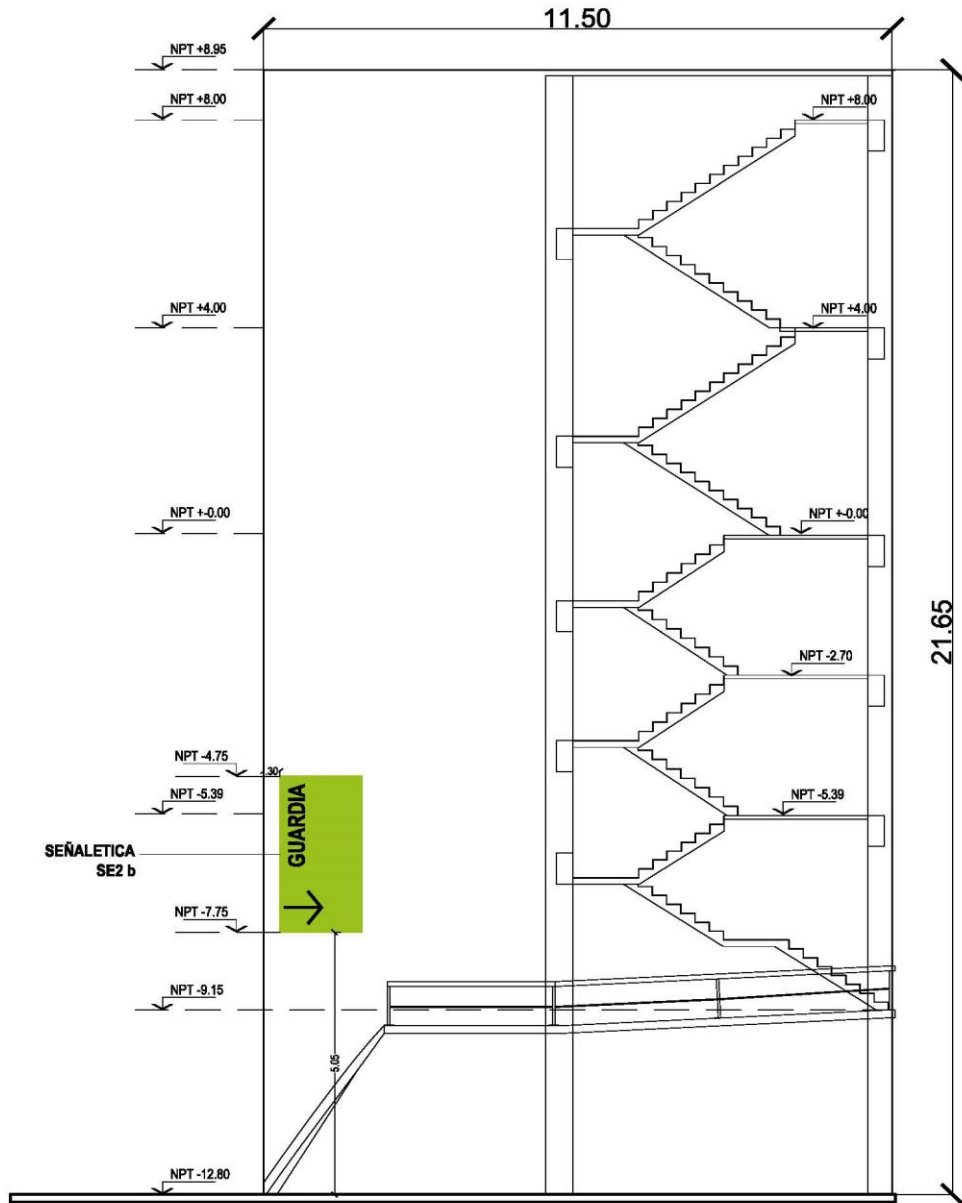 11.50
NPT +8.95
NPT +8.00
NPT +8.00
NPT +4.00
NPT +4.00
NPT +-0.00
NPT +-0.00
21.65
NPT -2.70
NPT -4.75
.30
NPT -5.39
NPT -5.39
GUARDIA
SEÑALETICA
SE2 b
NPT -7.75
NPT -9.15
5.05
NPT -12.80